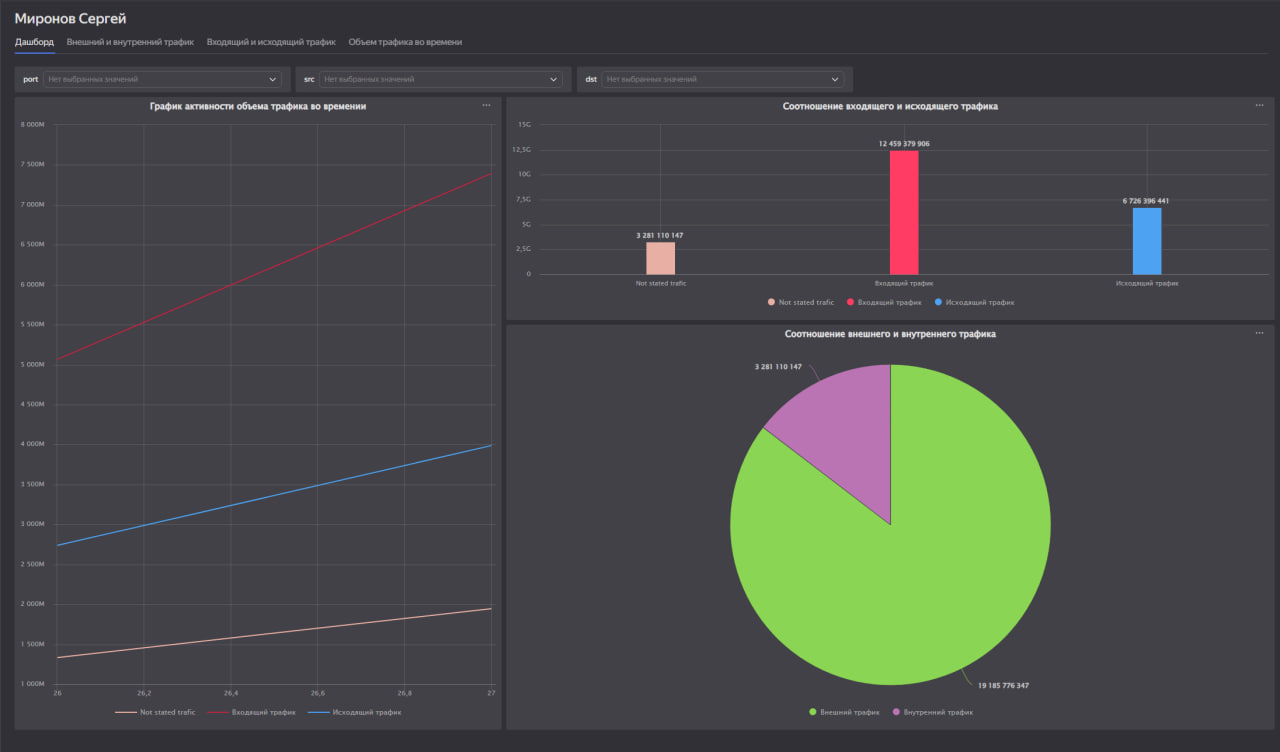 Миронов Сергей
Дашборд Внешний и внутренний трафик Входящий и исходящий трафик Объем трафика во времени
port Нет выбранных значений src Нет выбранных значений dst Нет выбранных значений
График активности объема трафика во времени
8 000M
7 500M
7 000M
6 500M
6 000M
5 500M
5 000M
4 500M
4 000M
3 500M
3 000M
2 500M
2 000M
1 500M
1 000M
26 26,2 26,4 26,6 26,8 27
Not stated trafic Входящий трафик Исходящий трафик
Соотношение входящего и исходящего трафика
15G
12,5G
10G
7,5G
5G
2,5G
0
3 281 110 147
12 459 379 906
6 726 396 441
Not stated trafic Входящий трафик Исходящий трафик
Not stated trafic Входящий трафик Исходящий трафик
Соотношение внешнего и внутреннего трафика
3 281 110 147
19 185 776 347
Внешний трафик Внутренний трафик